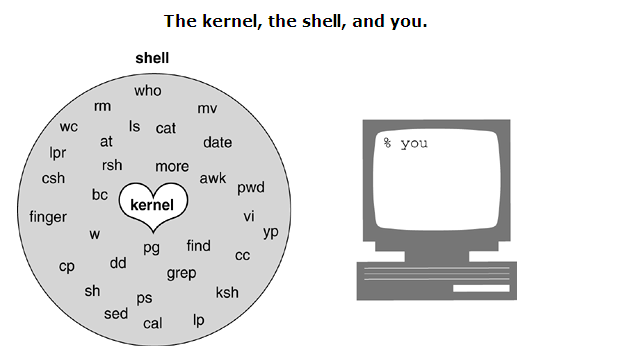 The kernel, the shell, and you.
shell
who
rm
mv
wc
ls
cat
at
date
lpr
rsh
more
csh
awk
pwd
bc
kernel
finger
vi
w
yp
pg
find
cc
cp
dd
grep
sh
ps
ksh
sed
cal
lp
% you